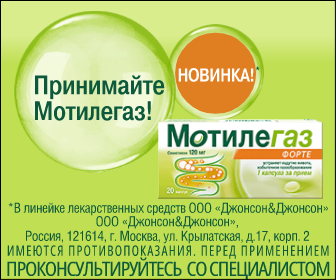 НОВИНКА!*
Принимайте
Мотилегаз!
Мотилегаз
ФОРТЕ
Симетикон 120 мг
устраняет вздутие живота,
избыточное газообразование
1 капсула за прием
20
*В линейке лекарственных средств ООО «Джонсон&Джонсон»
ООО «Джонсон&Джонсон»,
Россия, 121614, г. Москва, ул. Крылатская, д.17, корп. 2
ИМЕЮТСЯ ПРОТИВОПОКАЗАНИЯ. ПЕРЕД ПРИМЕНЕНИЕМ
ПРОКОНСУЛЬТИРУЙТЕСЬ СО СПЕЦИАЛИСТОМ